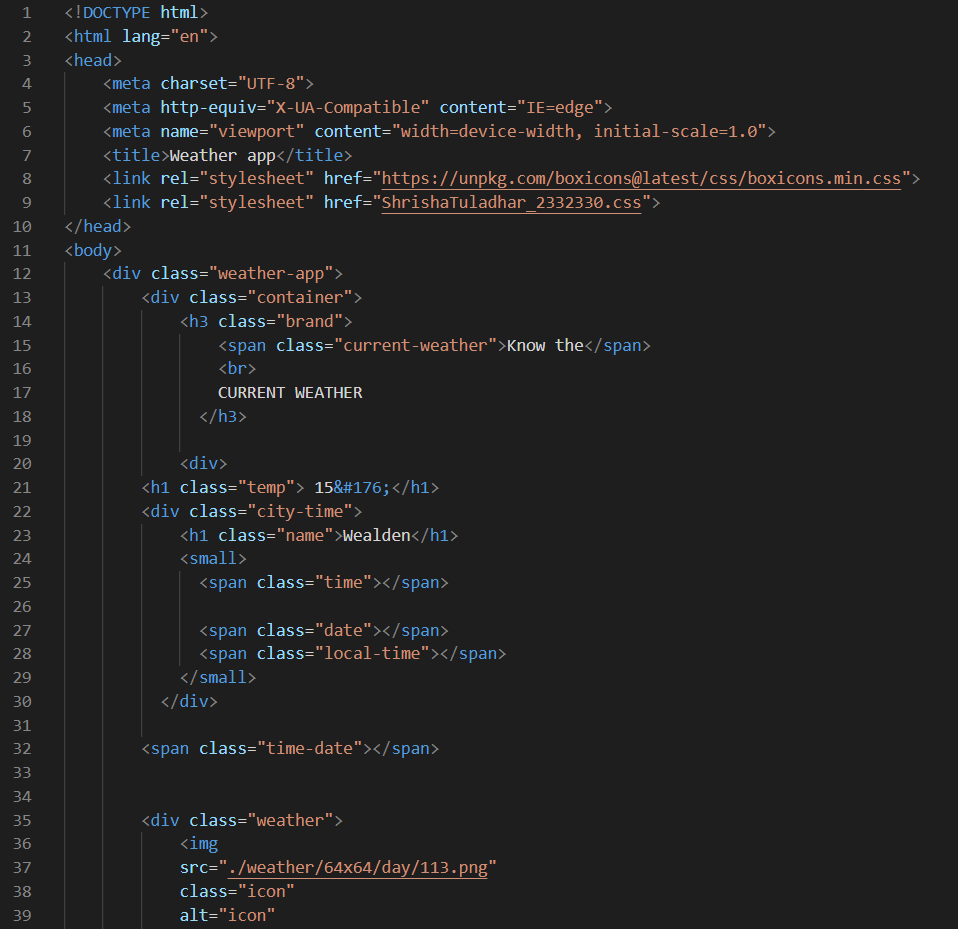 1 <!DOCTYPE html>
2 <html lang="en">
3 <head>
4     <meta charset="UTF-8">
5     <meta http-equiv="X-UA-Compatible" content="IE=edge">
6     <meta name="viewport" content="width=device-width, initial-scale=1.0">
7     <title>Weather app</title>
8     <link rel="stylesheet" href="https://unpkg.com/boxicons@latest/css/boxicons.min.css">
9     <link rel="stylesheet" href="ShrishaTuladhar_2332330.css">
10 </head>
11 <body>
12     <div class="weather-app">
13         <div class="container">
14             <h3 class="brand">
15                 <span class="current-weather">Know the</span>
16                 <br>
17                 CURRENT WEATHER
18               </h3>
19
20             <div>
21         <h1 class="temp"> 15&#176;</h1>
22         <div class="city-time">
23             <h1 class="name">Wealden</h1>
24             <small>
25               <span class="time"></span>
26
27               <span class="date"></span>
28               <span class="local-time"></span>
29             </small>
30           </div>
31
32         <span class="time-date"></span>
33
34
35         <div class="weather">
36             <img
37             src="./weather/64x64/day/113.png"
38             class="icon"
39             alt="icon"